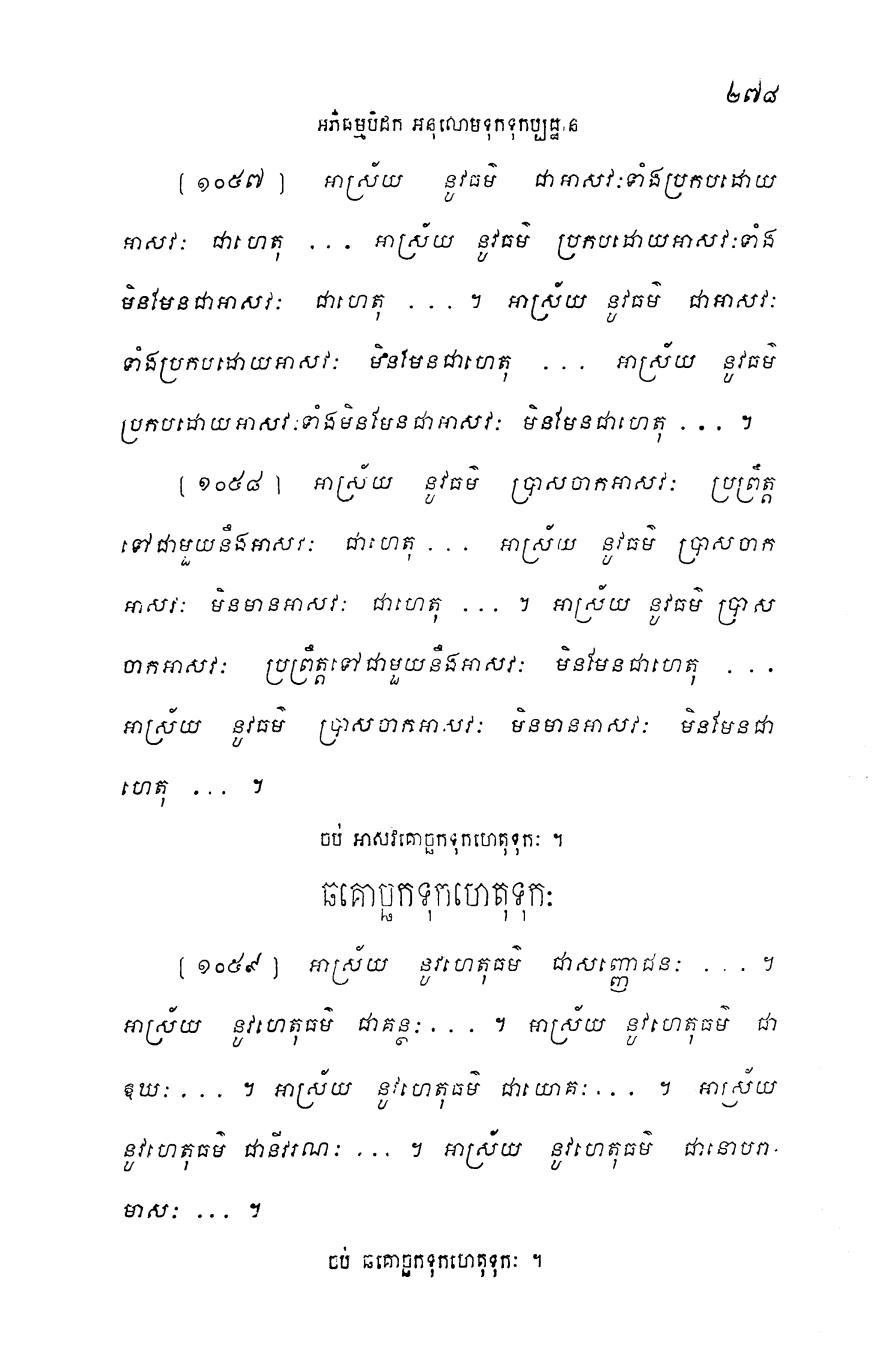 ២៧៨
អភិធម្មបិដក អនុលោមទុកទុកប្បដ្ឋាន
[ ១០៥៧ ] អាស្រ័យ នូវធម៌ ជាអាសវៈទាំងប្រកបដោយ
អាសវៈ ជាហេតុ ... អាស្រ័យ នូវធម៌ ប្រកបដោយអាសវៈទាំង
មិនមែនជាអាសវៈ ជាហេតុ ... ។ អាស្រ័យ នូវធម៌ ជាអាសវៈ
ទាំងប្រកបដោយអាសវៈ មិនមែនជាហេតុ ... អាស្រ័យ នូវធម៌
ប្រកបដោយអាសវៈទាំងមិនមែនជាអាសវៈ មិនមែនជាហេតុ ... ។
[ ១០៥៨ ] អាស្រ័យ នូវធម៌ ប្រាសចាកអាសវៈ ប្រព្រឹត្ត
ទៅជាមួយនឹងអាសវៈ ជាហេតុ ... អាស្រ័យ នូវធម៌ ប្រាសចាក
អាសវៈ មិនមានអាសវៈ ជាហេតុ ... ។ អាស្រ័យ នូវធម៌ ប្រាស
ចាកអាសវៈ ប្រព្រឹត្តទៅជាមួយនឹងអាសវៈ មិនមែនជាហេតុ ...
អាស្រ័យ នូវធម៌ ប្រាសចាកអាសវៈ មិនមានអាសវៈ មិនមែនជា
ហេតុ ... ។
ចប់ អាសវគោច្ឆកទុកហេតុទុកៈ ។
ឆគោច្ឆកទុកហេតុទុកៈ
[ ១០៥៩ ] អាស្រ័យ នូវហេតុធម៌ ជាសញ្ញោជនៈ ... ។
អាស្រ័យ នូវហេតុធម៌ ជាគន្ថៈ ... ។ អាស្រ័យ នូវហេតុធម៌ ជា
ឱឃៈ ... ។ អាស្រ័យ នូវហេតុធម៌ ជាយោគៈ ... ។ អាស្រ័យ
នូវហេតុធម៌ ជានីវរណៈ ... ។ អាស្រ័យ នូវហេតុធម៌ ជានោបរា-
មាសៈ ... ។
ចប់ ឆគោច្ឆកទុកហេតុទុកៈ ។